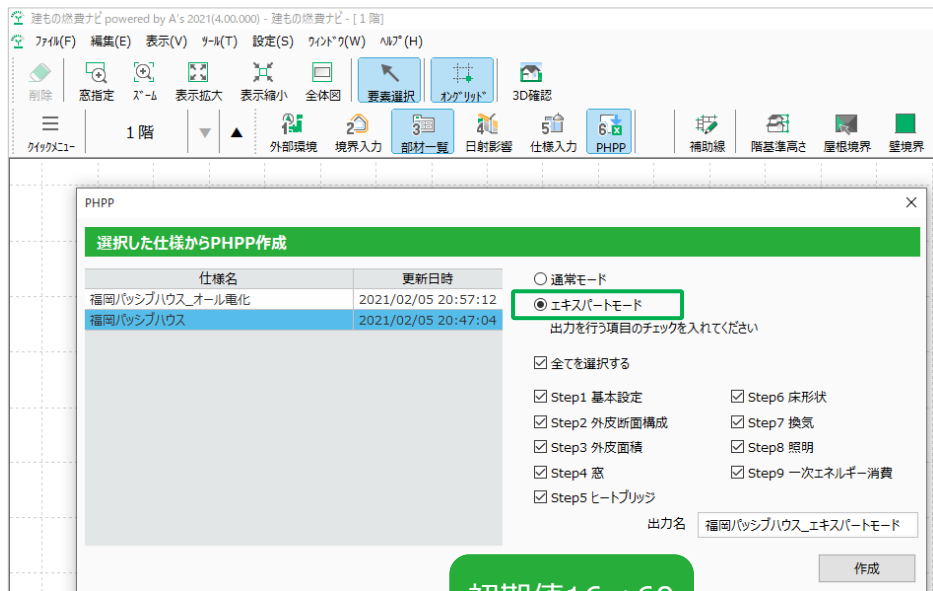 建もの燃費ナビ powered by A's 2021(4.00.000) - 建もの燃費ナビ - [1 階]
ファイル(F) 編集(E) 表示(V) ツール(T) 設定(S) ウィンドウ(W) ヘルプ(H)
削除 窓指定 ズーム 表示拡大 表示縮小 全体図 要素選択 オングリッド 3D確認
クイックメニュー 1 階 ▼ ▲ 1 外部環境 2 境界入力 3 部材一覧 4 日射影響 5 仕様入力 6 PHPP 補助線 階基準高さ 屋根境界 壁境界
PHPP
選択した仕様からPHPP作成
仕様名 更新日時
福岡パッシブハウス_オール電化 2021/02/05 20:57:12
福岡パッシブハウス 2021/02/05 20:47:04
通常モード
エキスパートモード
出力を行う項目のチェックを入れてください
全てを選択する
Step1 基本設定 Step6 床形状
Step2 外皮断面構成 Step7 換気
Step3 外皮面積 Step8 照明
Step4 窓 Step9 一次エネルギー消費
Step5 ヒートブリッジ
出力名 福岡パッシブハウス_エキスパートモード
作成